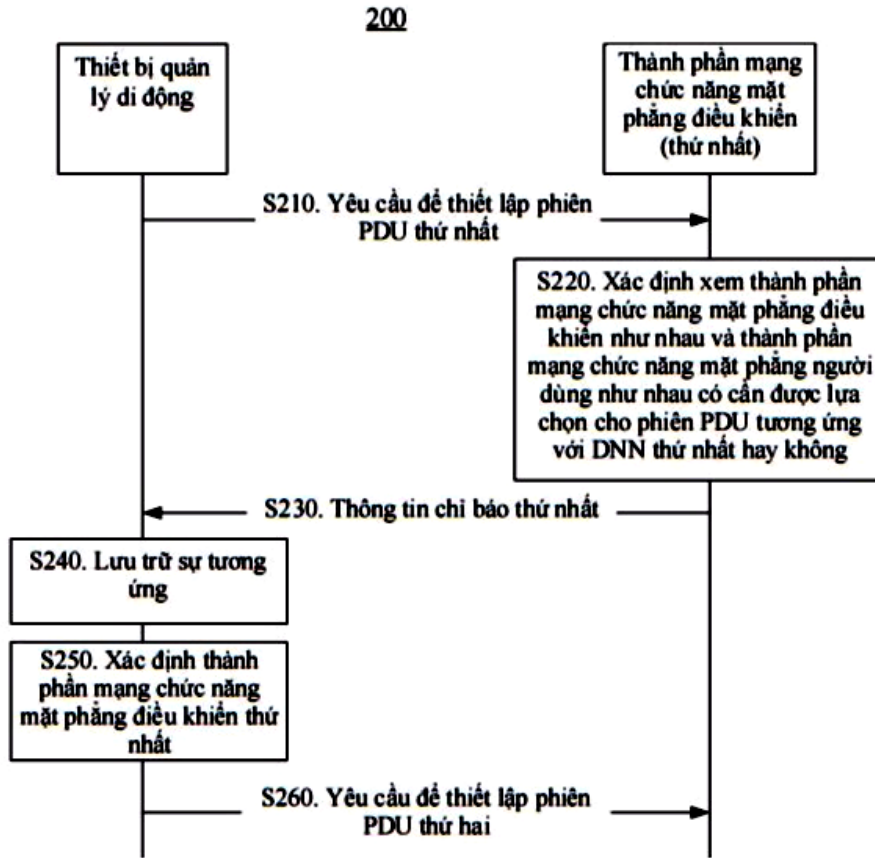 200
Thiết bị quản
lý di động
Thành phần mạng
chức năng mặt
phẳng điều khiển
(thứ nhất)
S210. Yêu cầu để thiết lập phiên
PDU thứ nhất
S220. Xác định xem thành phần
mạng chức năng mặt phẳng điều
khiển như nhau và thành phần
mạng chức năng mặt phẳng người
dùng như nhau có cần được lựa
chọn cho phiên PDU tương ứng
với DNN thứ nhất hay không
S230. Thông tin chỉ báo thứ nhất
S240. Lưu trữ sự tương
ứng
S250. Xác định thành
phần mạng chức năng
mặt phẳng điều khiển thứ
nhất
S260. Yêu cầu để thiết lập phiên
PDU thứ hai